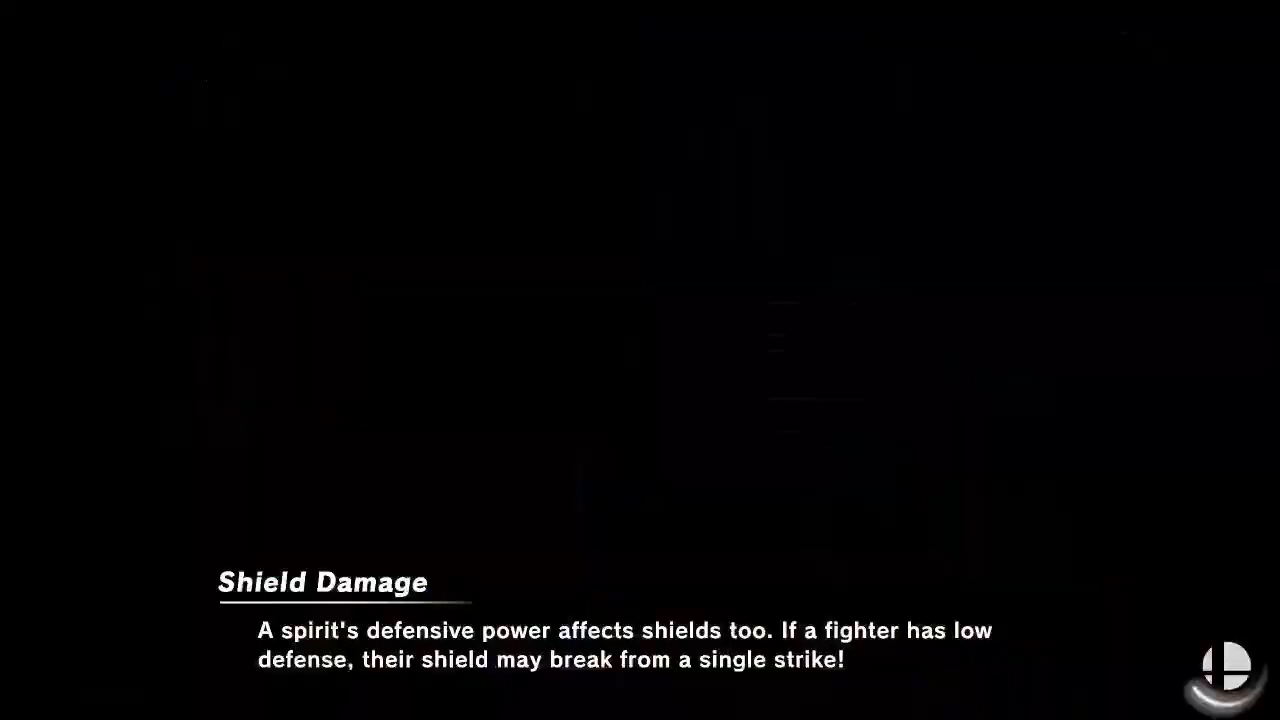 Shield Damage
A spirit's defensive power affects shields too. If a fighter has low
defense, their shield may break from a single strike!